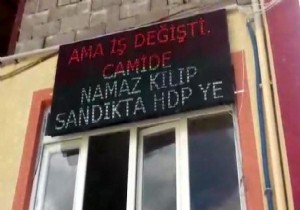 AMA İŞ DEĞİŞTİ.
CAMİDE
NAMAZ KILIP
SANDIKTA HDP YE